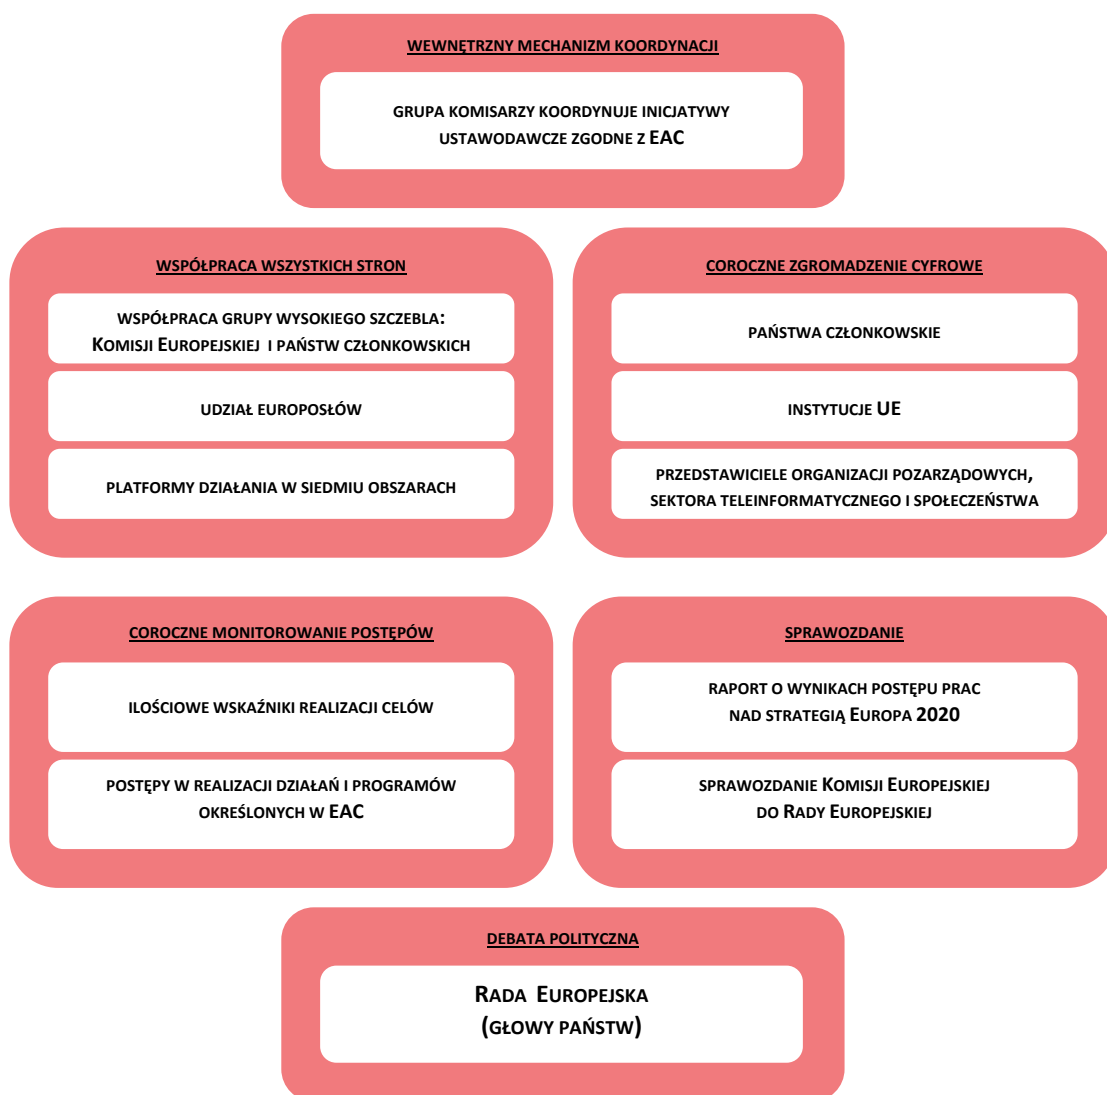 WEWNĘTRZNY MECHANIZM KOORDYNACJI
GRUPA KOMISARZY KOORDYNUJE INICJATYWY
USTAWODAWCZE ZGODNE Z EAC
WSPÓŁPRACA WSZYSTKICH STRON
WSPÓŁPRACA GRUPY WYSOKIEGO SZCZEBLA:
KOMISJI EUROPEJSKIEJ I PAŃSTW CZŁONKOWSKICH
UDZIAŁ EUROPOSŁÓW
PLATFORMY DZIAŁANIA W SIEDMIU OBSZARACH
COROCZNE ZGROMADZENIE CYFROWE
PAŃSTWA CZŁONKOWSKIE
INSTYTUCJE UE
PRZEDSTAWICIELE ORGANIZACJI POZARZĄDOWYCH,
SEKTORA TELEINFORMATYCZNEGO I SPOŁECZEŃSTWA
COROCZNE MONITOROWANIE POSTĘPÓW
ILOŚCIOWE WSKAŹNIKI REALIZACJI CELÓW
POSTĘPY W REALIZACJI DZIAŁAŃ I PROGRAMÓW
OKREŚLONYCH W EAC
SPRAWOZDANIE
RAPORT O WYNIKACH POSTĘPU PRAC
NAD STRATEGIĄ EUROPA 2020
SPRAWOZDANIE KOMISJI EUROPEJSKIEJ
DO RADY EUROPEJSKIEJ
DEBATA POLITYCZNA
RADA EUROPEJSKA
(GŁOWY PAŃSTW)